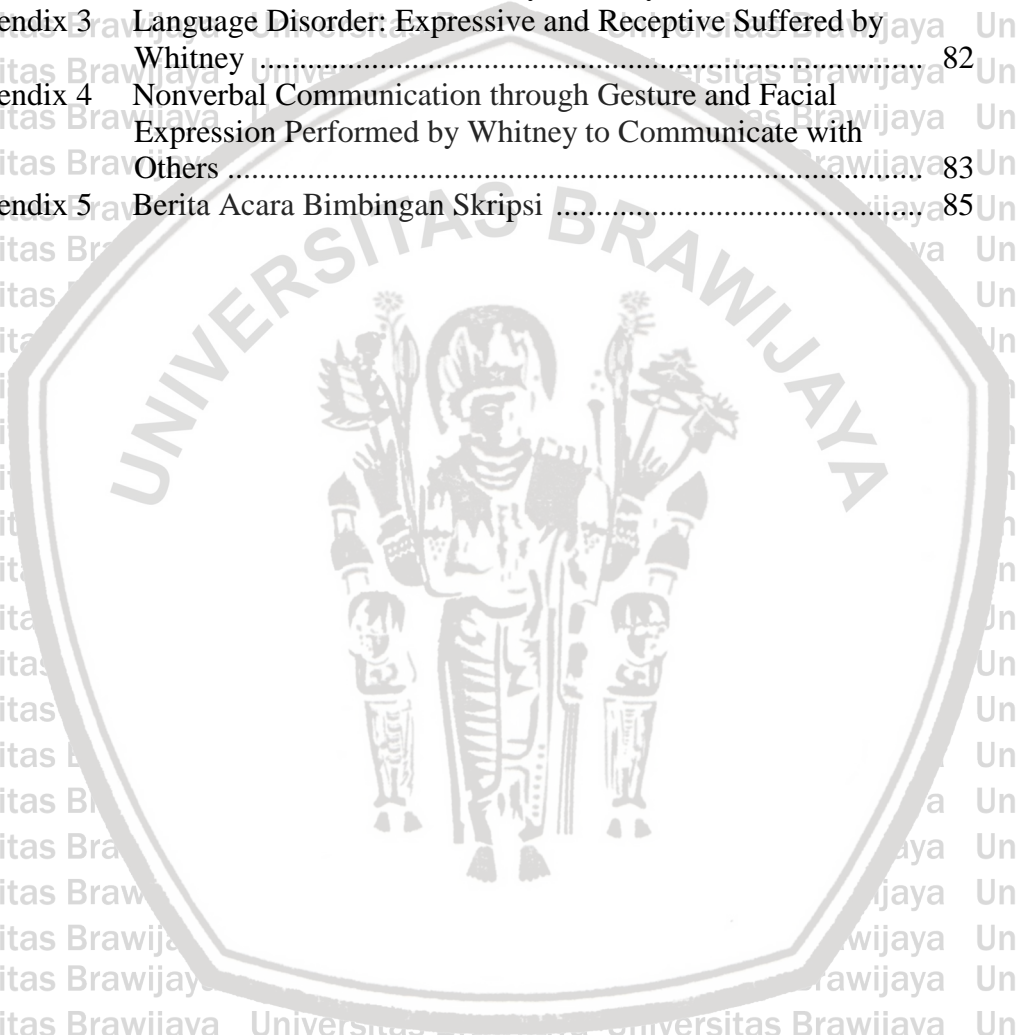 endix 3 Language Disorder: Expressive and Receptive Suffered by
Whitney ........................................................................................ 82
endix 4 Nonverbal Communication through Gesture and Facial
Expression Performed by Whitney to Communicate with
Others ............................................................................................ 83
endix 5 Berita Acara Bimbingan Skripsi ................................................ 85
UNIVERSITAS BRAWIJAYA